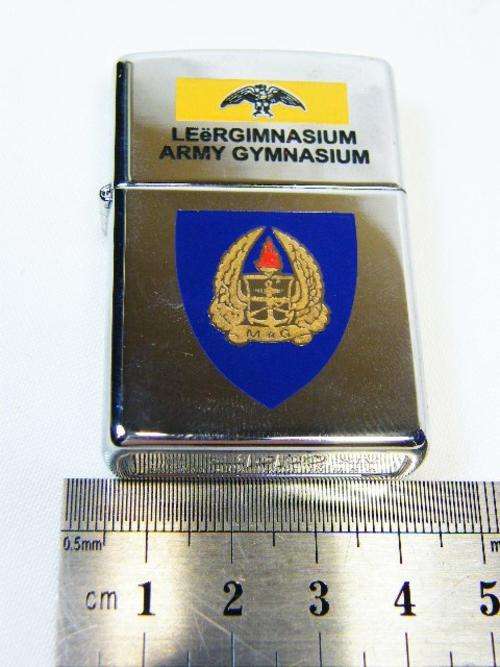 LEëRGIMNASIUM
ARMY GYMNASIUM
M & G
0.5mm
cm 1 2 3 4 5